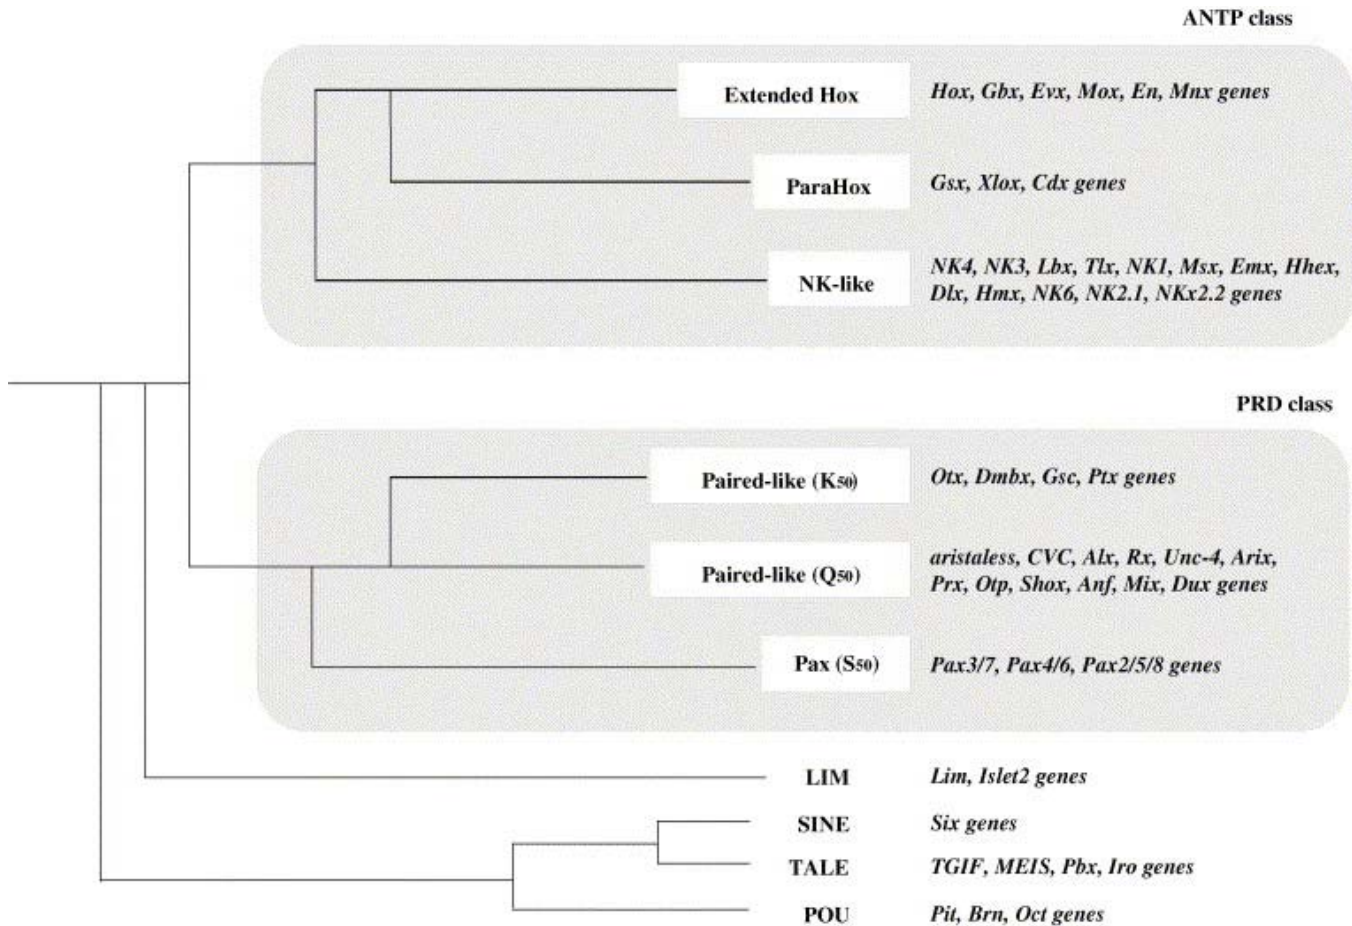 ANTP class
Extended Hox
Hox, Gbx, Evx, Mox, En, Mnx genes
ParaHox
Gsx, Xlox, Cdx genes
NK-like
NK4, NK3, Lbx, Tlx, NK1, Msx, Emx, Hhex,
Dlx, Hmx, NK6, NK2.1, NKx2.2 genes
PRD class
Paired-like (K50)
Otx, Dmbx, Gsc, Ptx genes
Paired-like (Q50)
aristaless, CVC, Alx, Rx, Unc-4, Arix,
Prx, Otp, Shox, Anf, Mix, Dux genes
Pax (S50)
Pax3/7, Pax4/6, Pax2/5/8 genes
LIM
Lim, Islet2 genes
SINE
Six genes
TALE
TGIF, MEIS, Pbx, Iro genes
POU
Pit, Brn, Oct genes